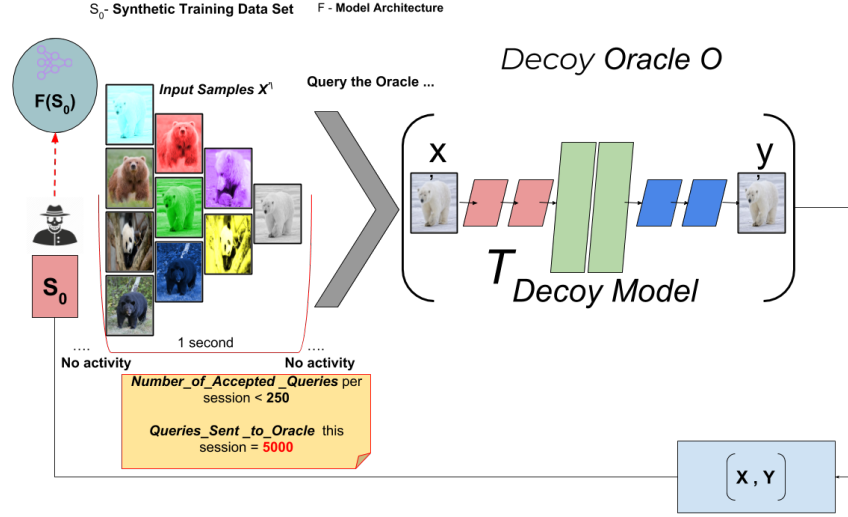 S0- Synthetic Training Data Set
F - Model Architecture
F(S0)
Input Samples X^η
Query the Oracle ...
Decoy Oracle O
x,
y,
T Decoy Model
S0
1 second
....
No activity
....
No activity
Number_of_Accepted _Queries per
session < 250
Queries_Sent _to_Oracle this
session = 5000
X , Y